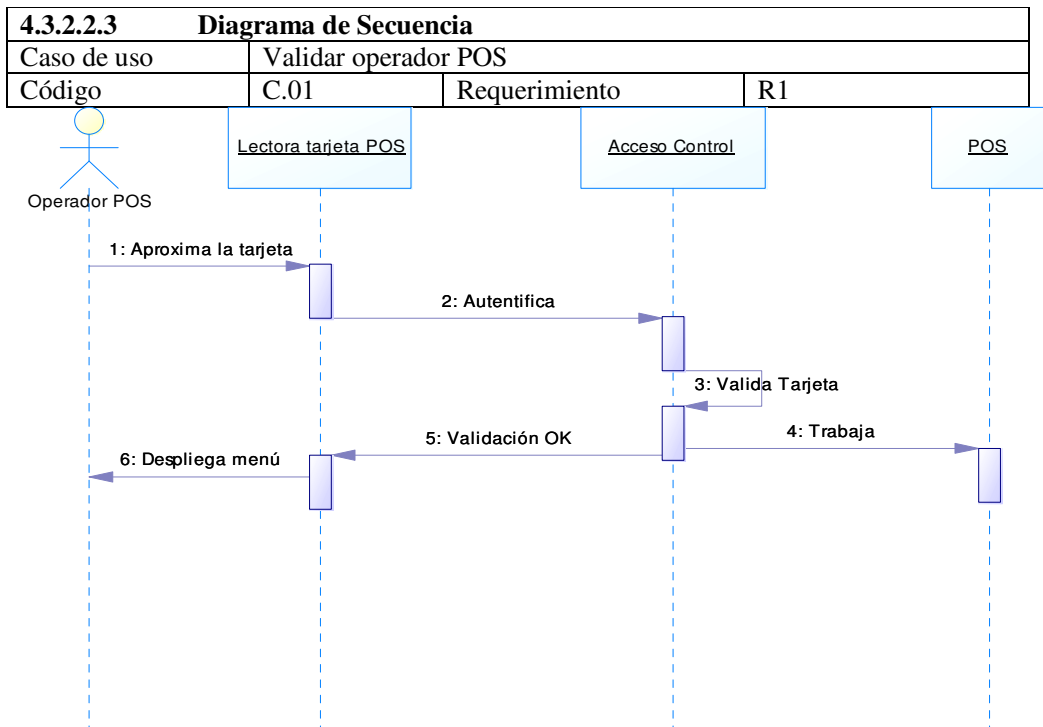 4.3.2.2.3 Diagrama de Secuencia
Caso de uso Validar operador POS
Código C.01 Requerimiento R1
Lectora tarjeta POS Acceso Control POS
Operador POS
1: Aproxima la tarjeta
2: Autentifica
3: Valida Tarjeta
4: Trabaja
5: Validación OK
6: Despliega menú